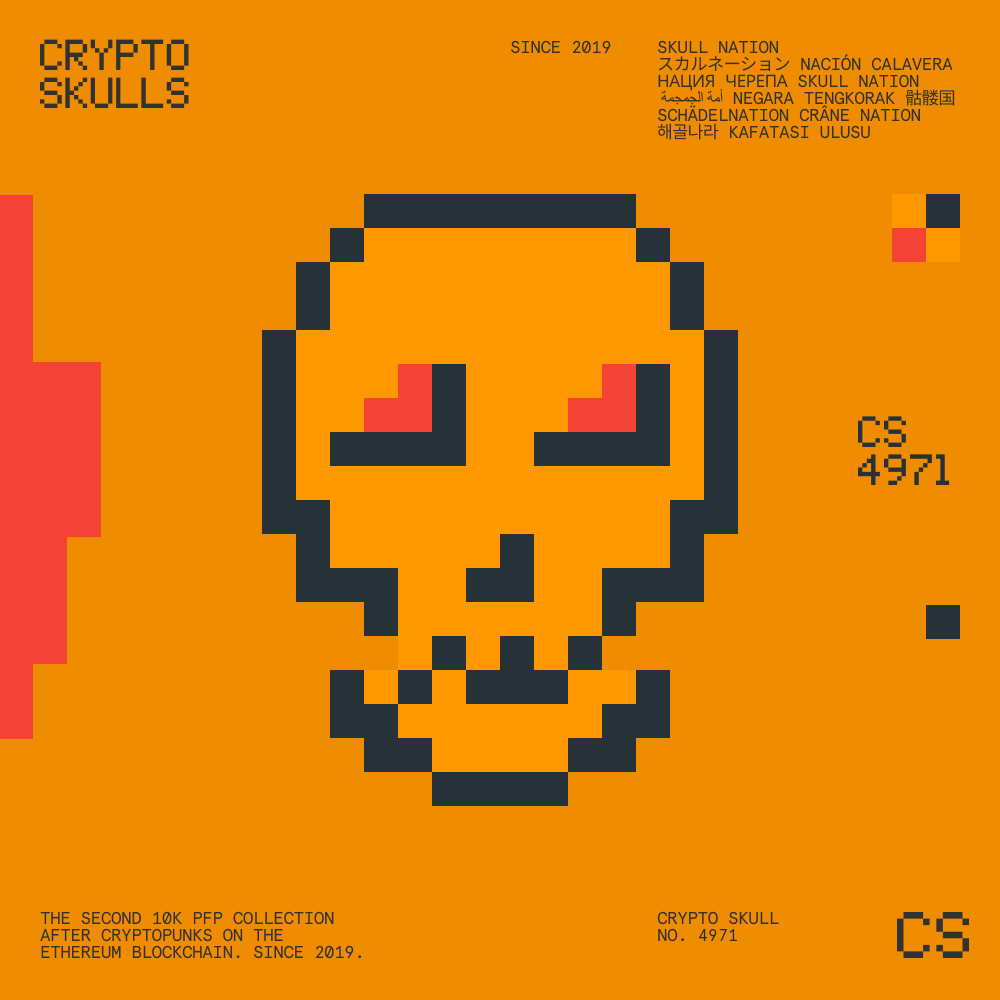 CRYPTO
SKULLS
SINCE 2019
SKULL NATION
スカルネーション NACIÓN CALAVERA
НАЦИЯ ЧЕРЕПА SKULL NATION
أمة الجمجمة NEGARA TENGKORAK 骷髅国
SCHÄDELNATION CRÂNE NATION
해골나라 KAFATASI ULUSU
CS
4971
THE SECOND 10K PFP COLLECTION
AFTER CRYPTOPUNKS ON THE
ETHEREUM BLOCKCHAIN. SINCE 2019.
CRYPTO SKULL
NO. 4971
CS